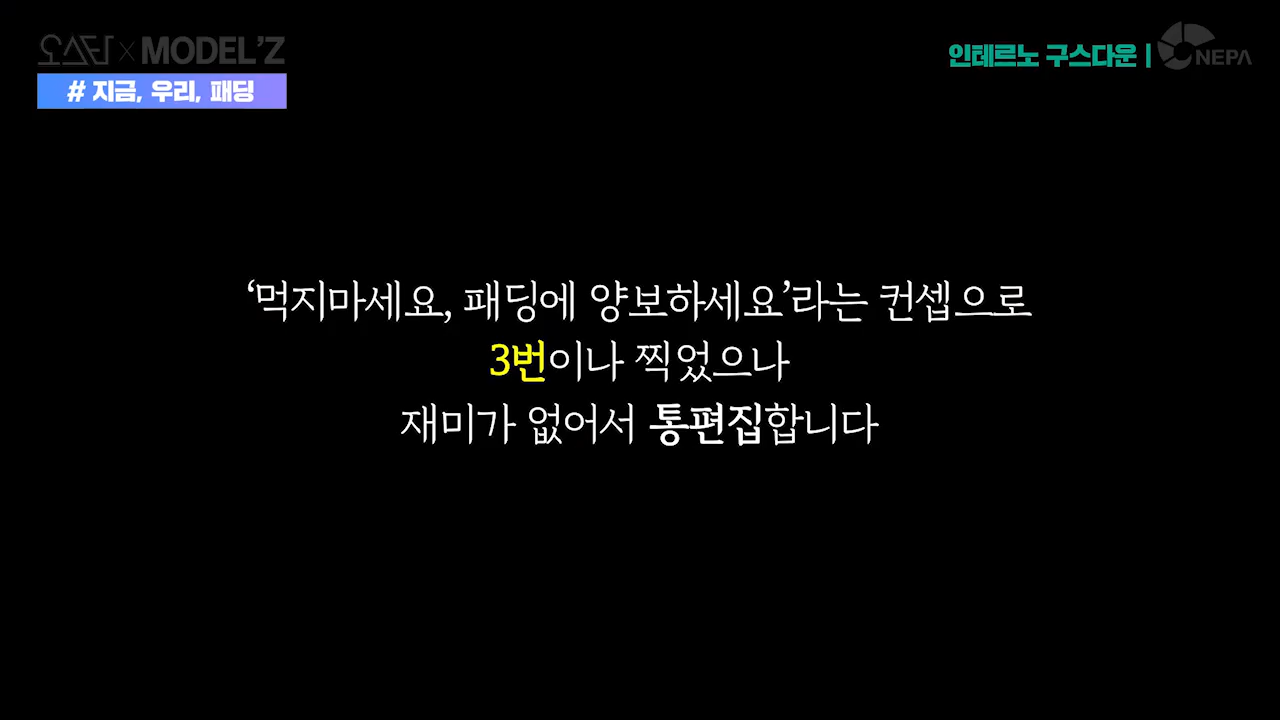 오스틴 x MODEL'Z
# 지금, 우리, 패딩
인테르노 구스다운 | NEPA
‘먹지마세요, 패딩에 양보하세요’라는 컨셉으로
3번이나 찍었으나
재미가 없어서 통편집합니다